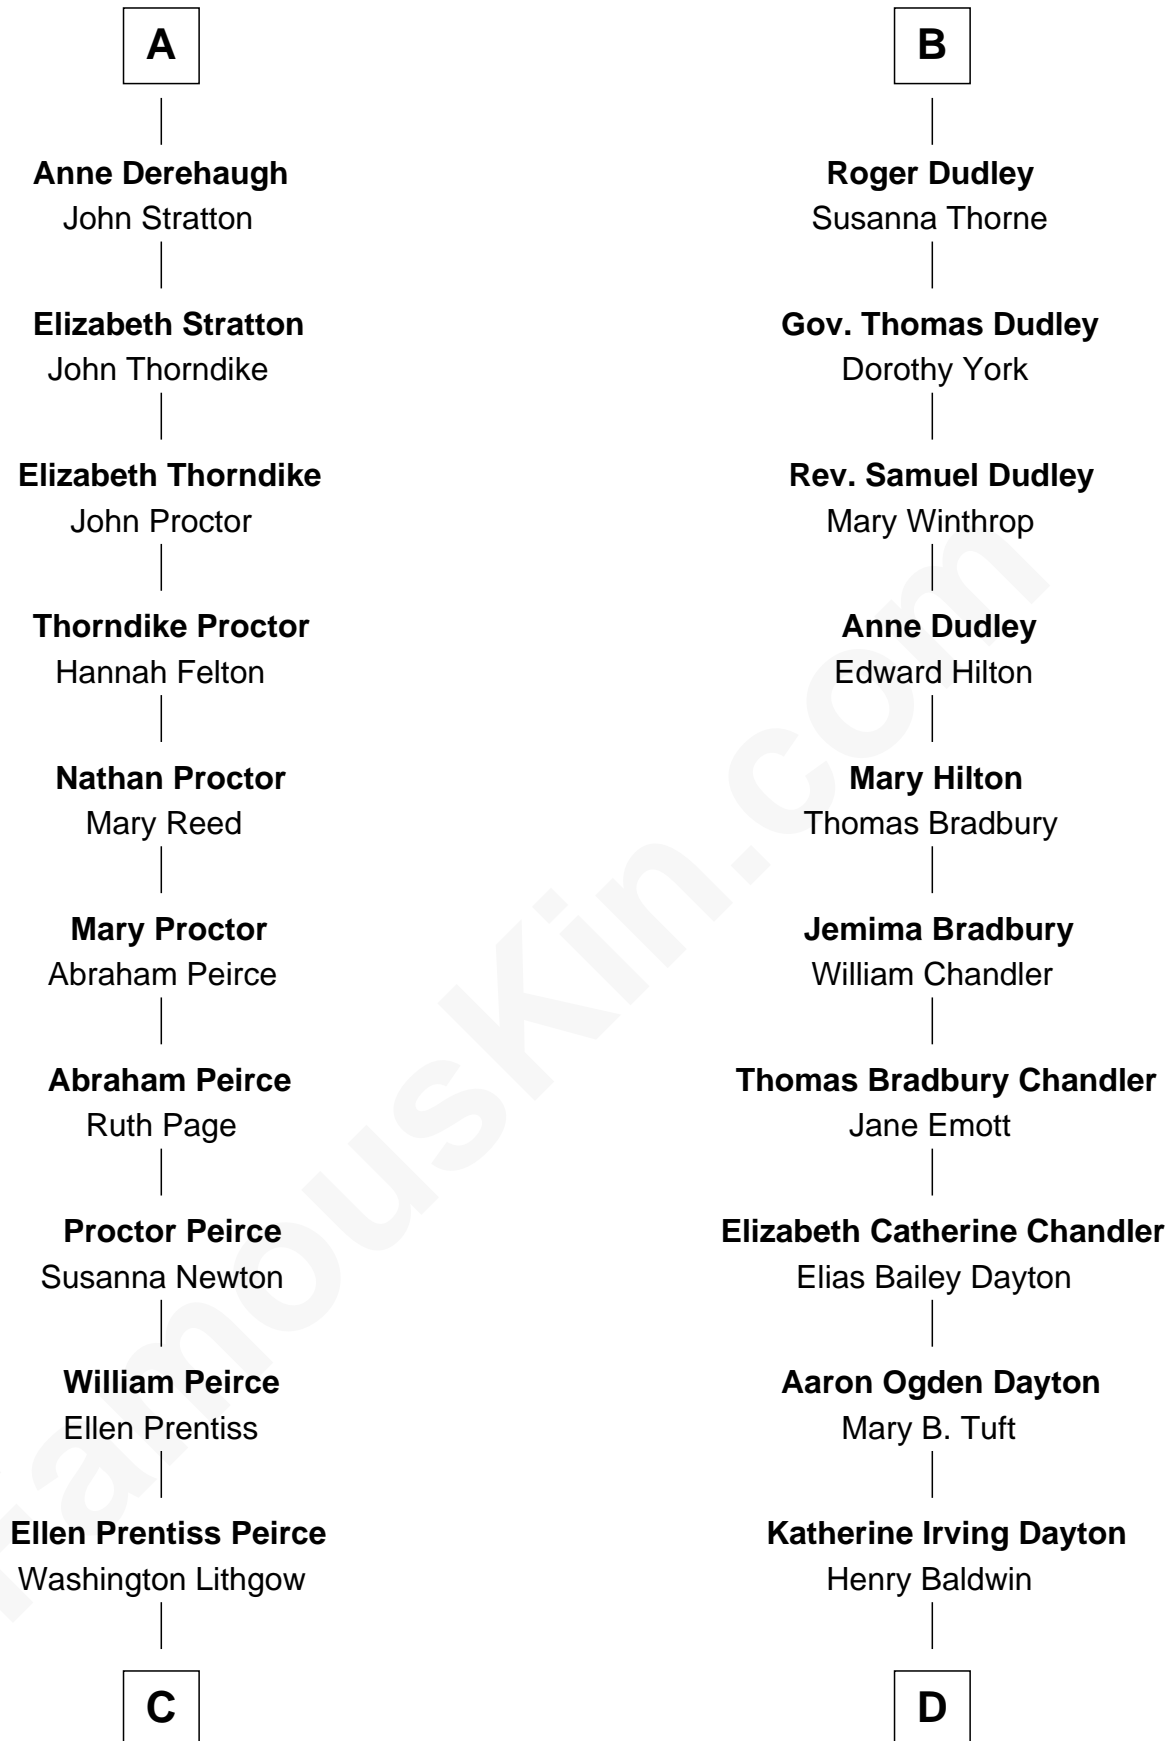 A
Anne Derehaugh
John Stratton
Elizabeth Stratton
John Thorndike
Elizabeth Thorndike
John Proctor
Thorndike Proctor
Hannah Felton
Nathan Proctor
Mary Reed
Mary Proctor
Abraham Peirce
Abraham Peirce
Ruth Page
Proctor Peirce
Susanna Newton
William Peirce
Ellen Prentiss
Ellen Prentiss Peirce
Washington Lithgow
C
B
Roger Dudley
Susanna Thorne
Gov. Thomas Dudley
Dorothy York
Rev. Samuel Dudley
Mary Winthrop
Anne Dudley
Edward Hilton
Mary Hilton
Thomas Bradbury
Jemima Bradbury
William Chandler
Thomas Bradbury Chandler
Jane Emott
Elizabeth Catherine Chandler
Elias Bailey Dayton
Aaron Ogden Dayton
Mary B. Tuft
Katherine Irving Dayton
Henry Baldwin
D
FamousKin.com